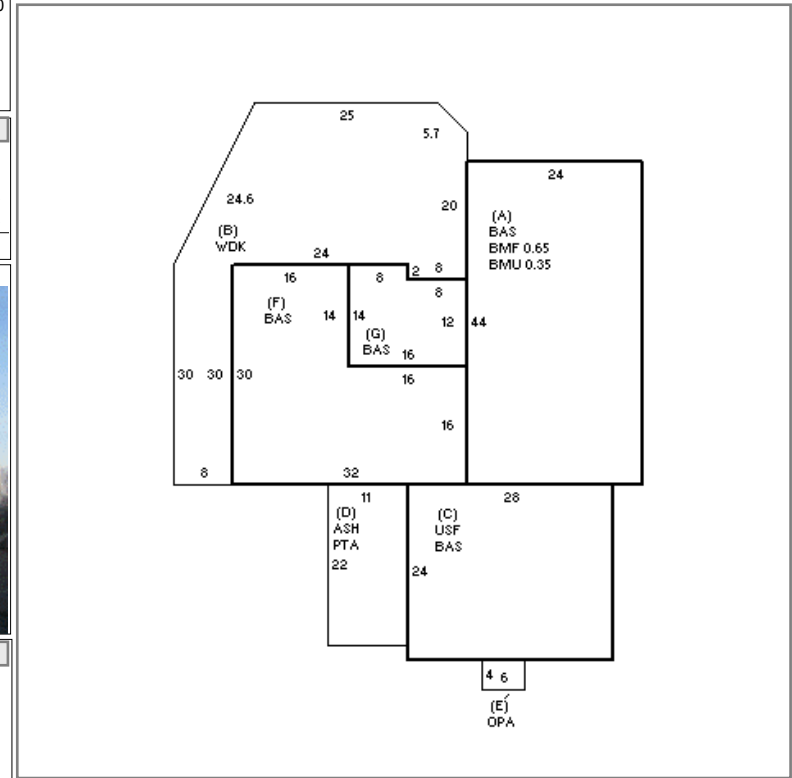 25
5.7
24
24.6
20
(A)
BAS
BMF 0.65
BMU 0.35
(B)
WDK
24
2 8
16
8
8
(F)
BAS
14
14
12
44
(G)
BAS
16
16
30
30
30
16
8
32
11
28
(D)
ASH
PTA
(C)
USF
BAS
22
24
4
6
(E)
OPA